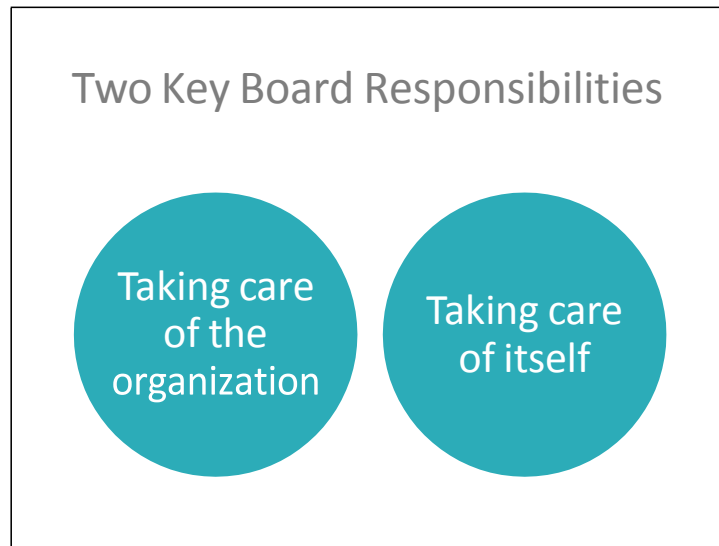 Two Key Board Responsibilities
Taking care
of the
organization
Taking care
of itself